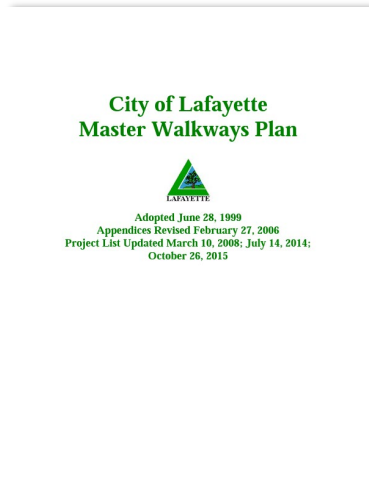 City of Lafayette
Master Walkways Plan
LAFAYETTE
Adopted June 28, 1999
Appendices Revised February 27, 2006
Project List Updated March 10, 2008; July 14, 2014;
October 26, 2015